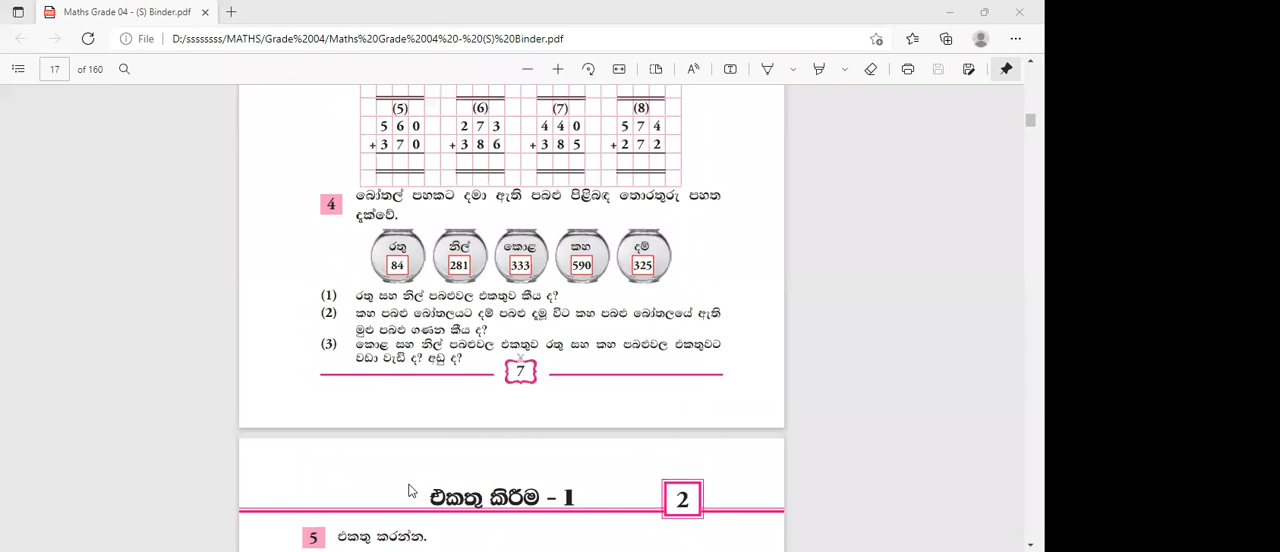 Maths Grade 04 - (S) Binder.pdf
File D:/ssssssss/MATHS/Grade%2004/Maths%20Grade%2004%20-%20(S)%20Binder.pdf
17 of 160
(5) (6) (7) (8)
5 6 0 2 7 3 4 4 0 5 7 4
+ 3 7 0 + 3 8 6 + 3 8 5 + 2 7 2
4 බෝතල් පහකට දමා ඇති පබළු පිළිබඳ තොරතුරු පහත
දැක්වේ.
රතු නිල් කොළ කහ දම්
84 281 333 590 325
(1) රතු සහ නිල් පබළුවල එකතුව කීය ද?
(2) කහ පබළු බෝතලයට දම් පබළු දැමූ විට කහ පබළු බෝතලයේ ඇති
මුළු පබළු ගණන කීය ද?
(3) කොළ සහ නිල් පබළුවල එකතුව රතු සහ කහ පබළුවල එකතුවට
වඩා වැඩි ද? අඩු ද?
7
එකතු කිරීම - 1 2
5 එකතු කරන්න.